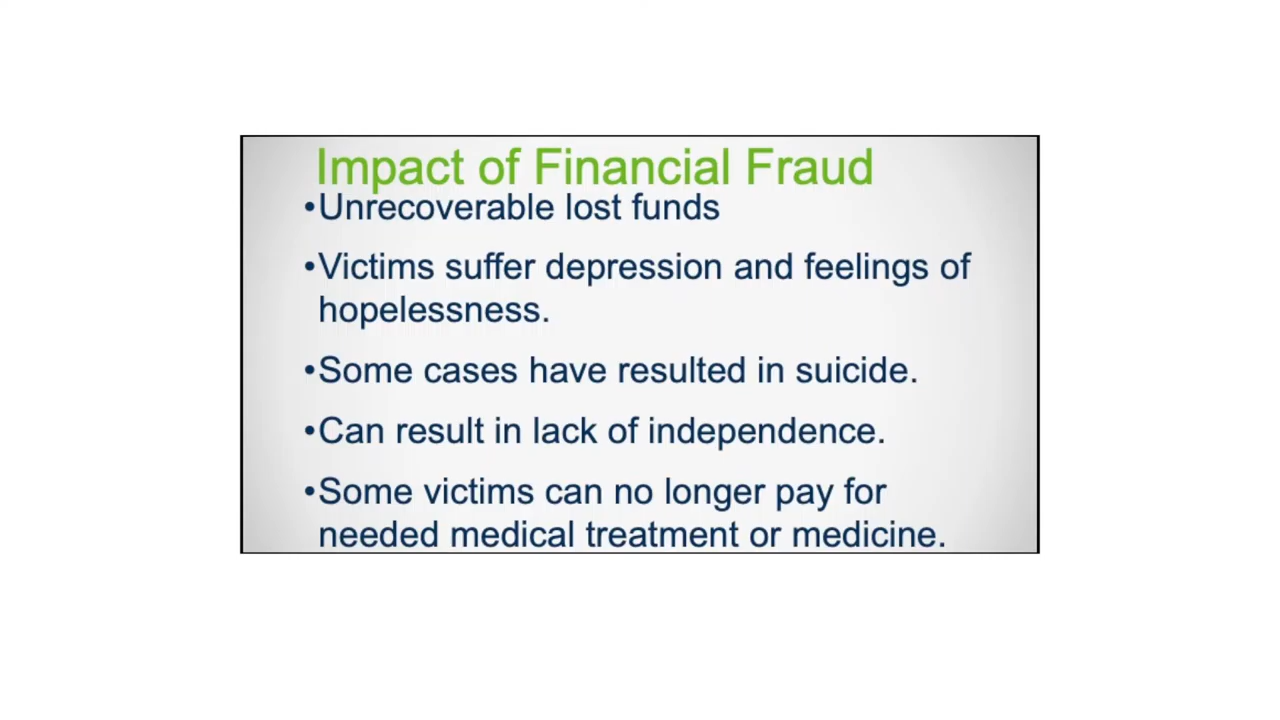 Impact of Financial Fraud
•Unrecoverable lost funds
•Victims suffer depression and feelings of
hopelessness.
•Some cases have resulted in suicide.
•Can result in lack of independence.
•Some victims can no longer pay for
needed medical treatment or medicine.